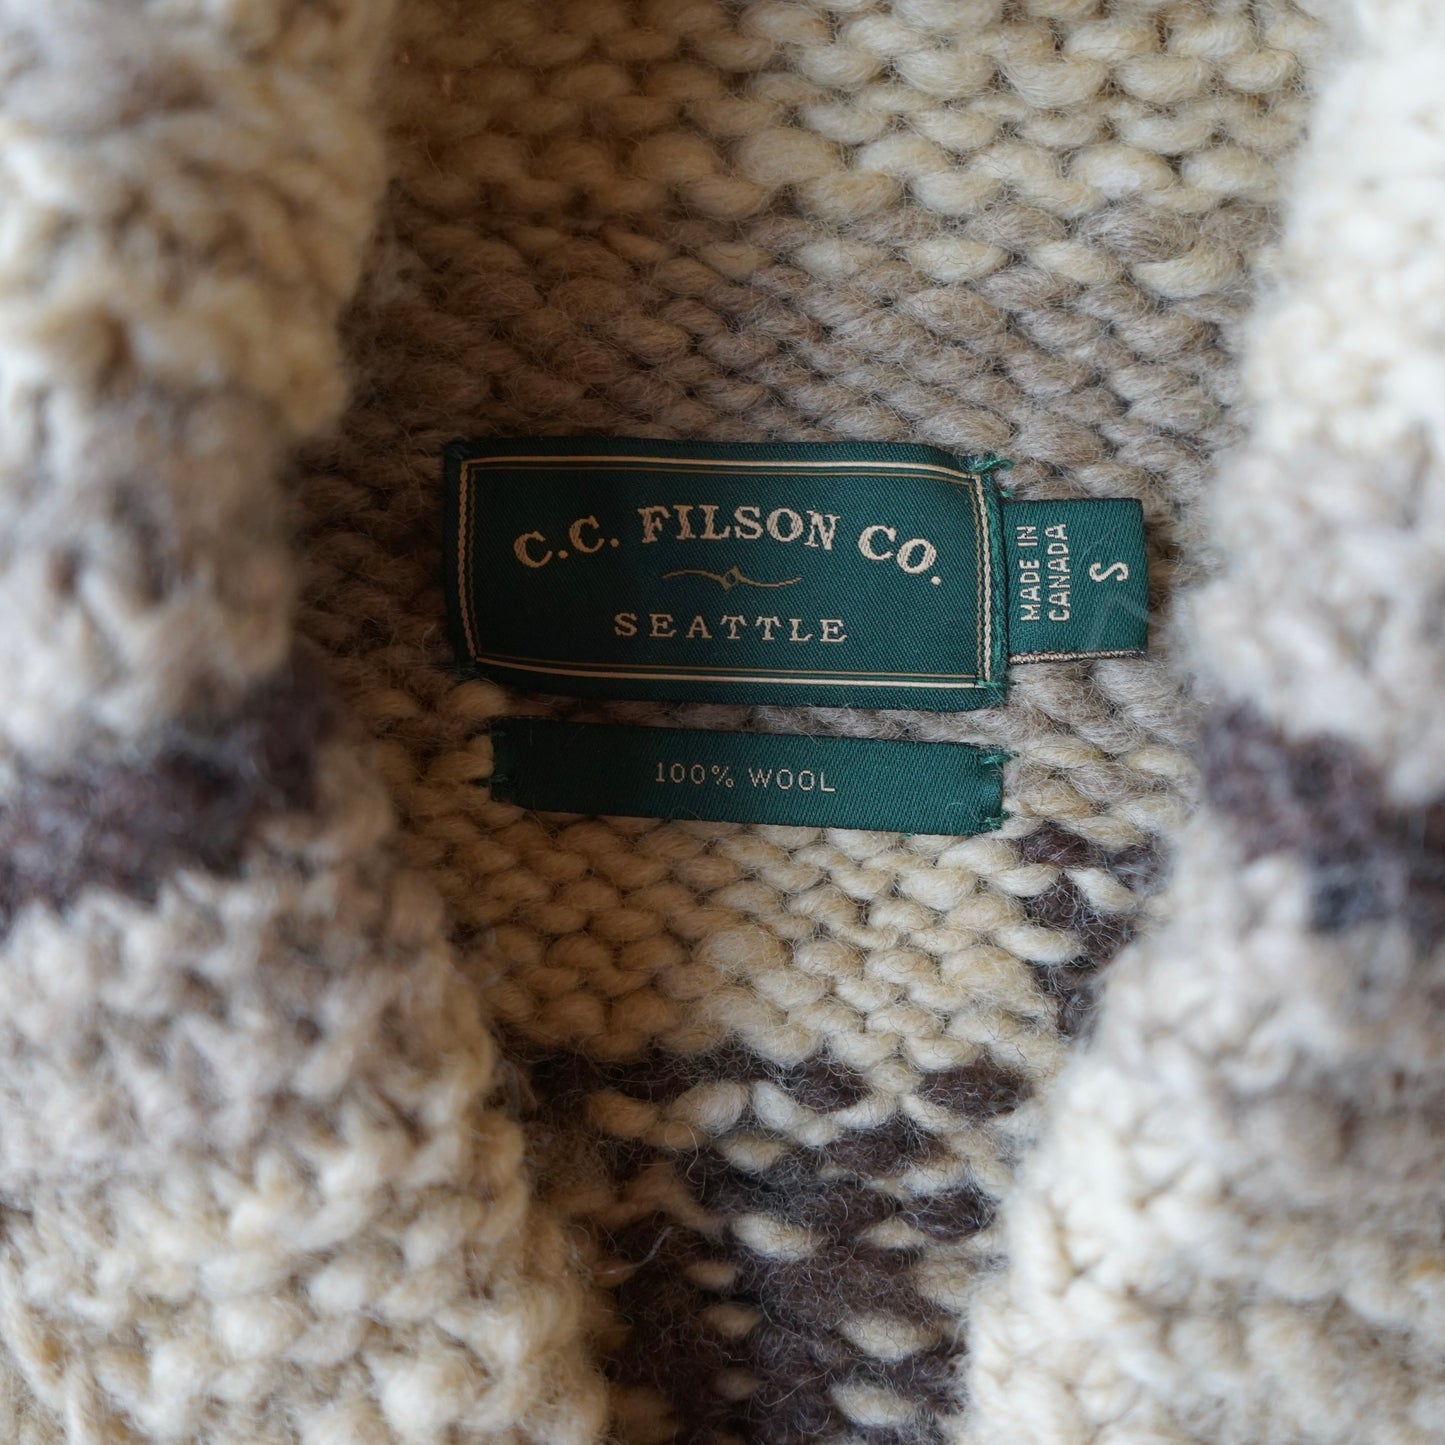 C.C. FILSON CO.
SEATTLE
MADE IN
CANADA
S
100% WOOL